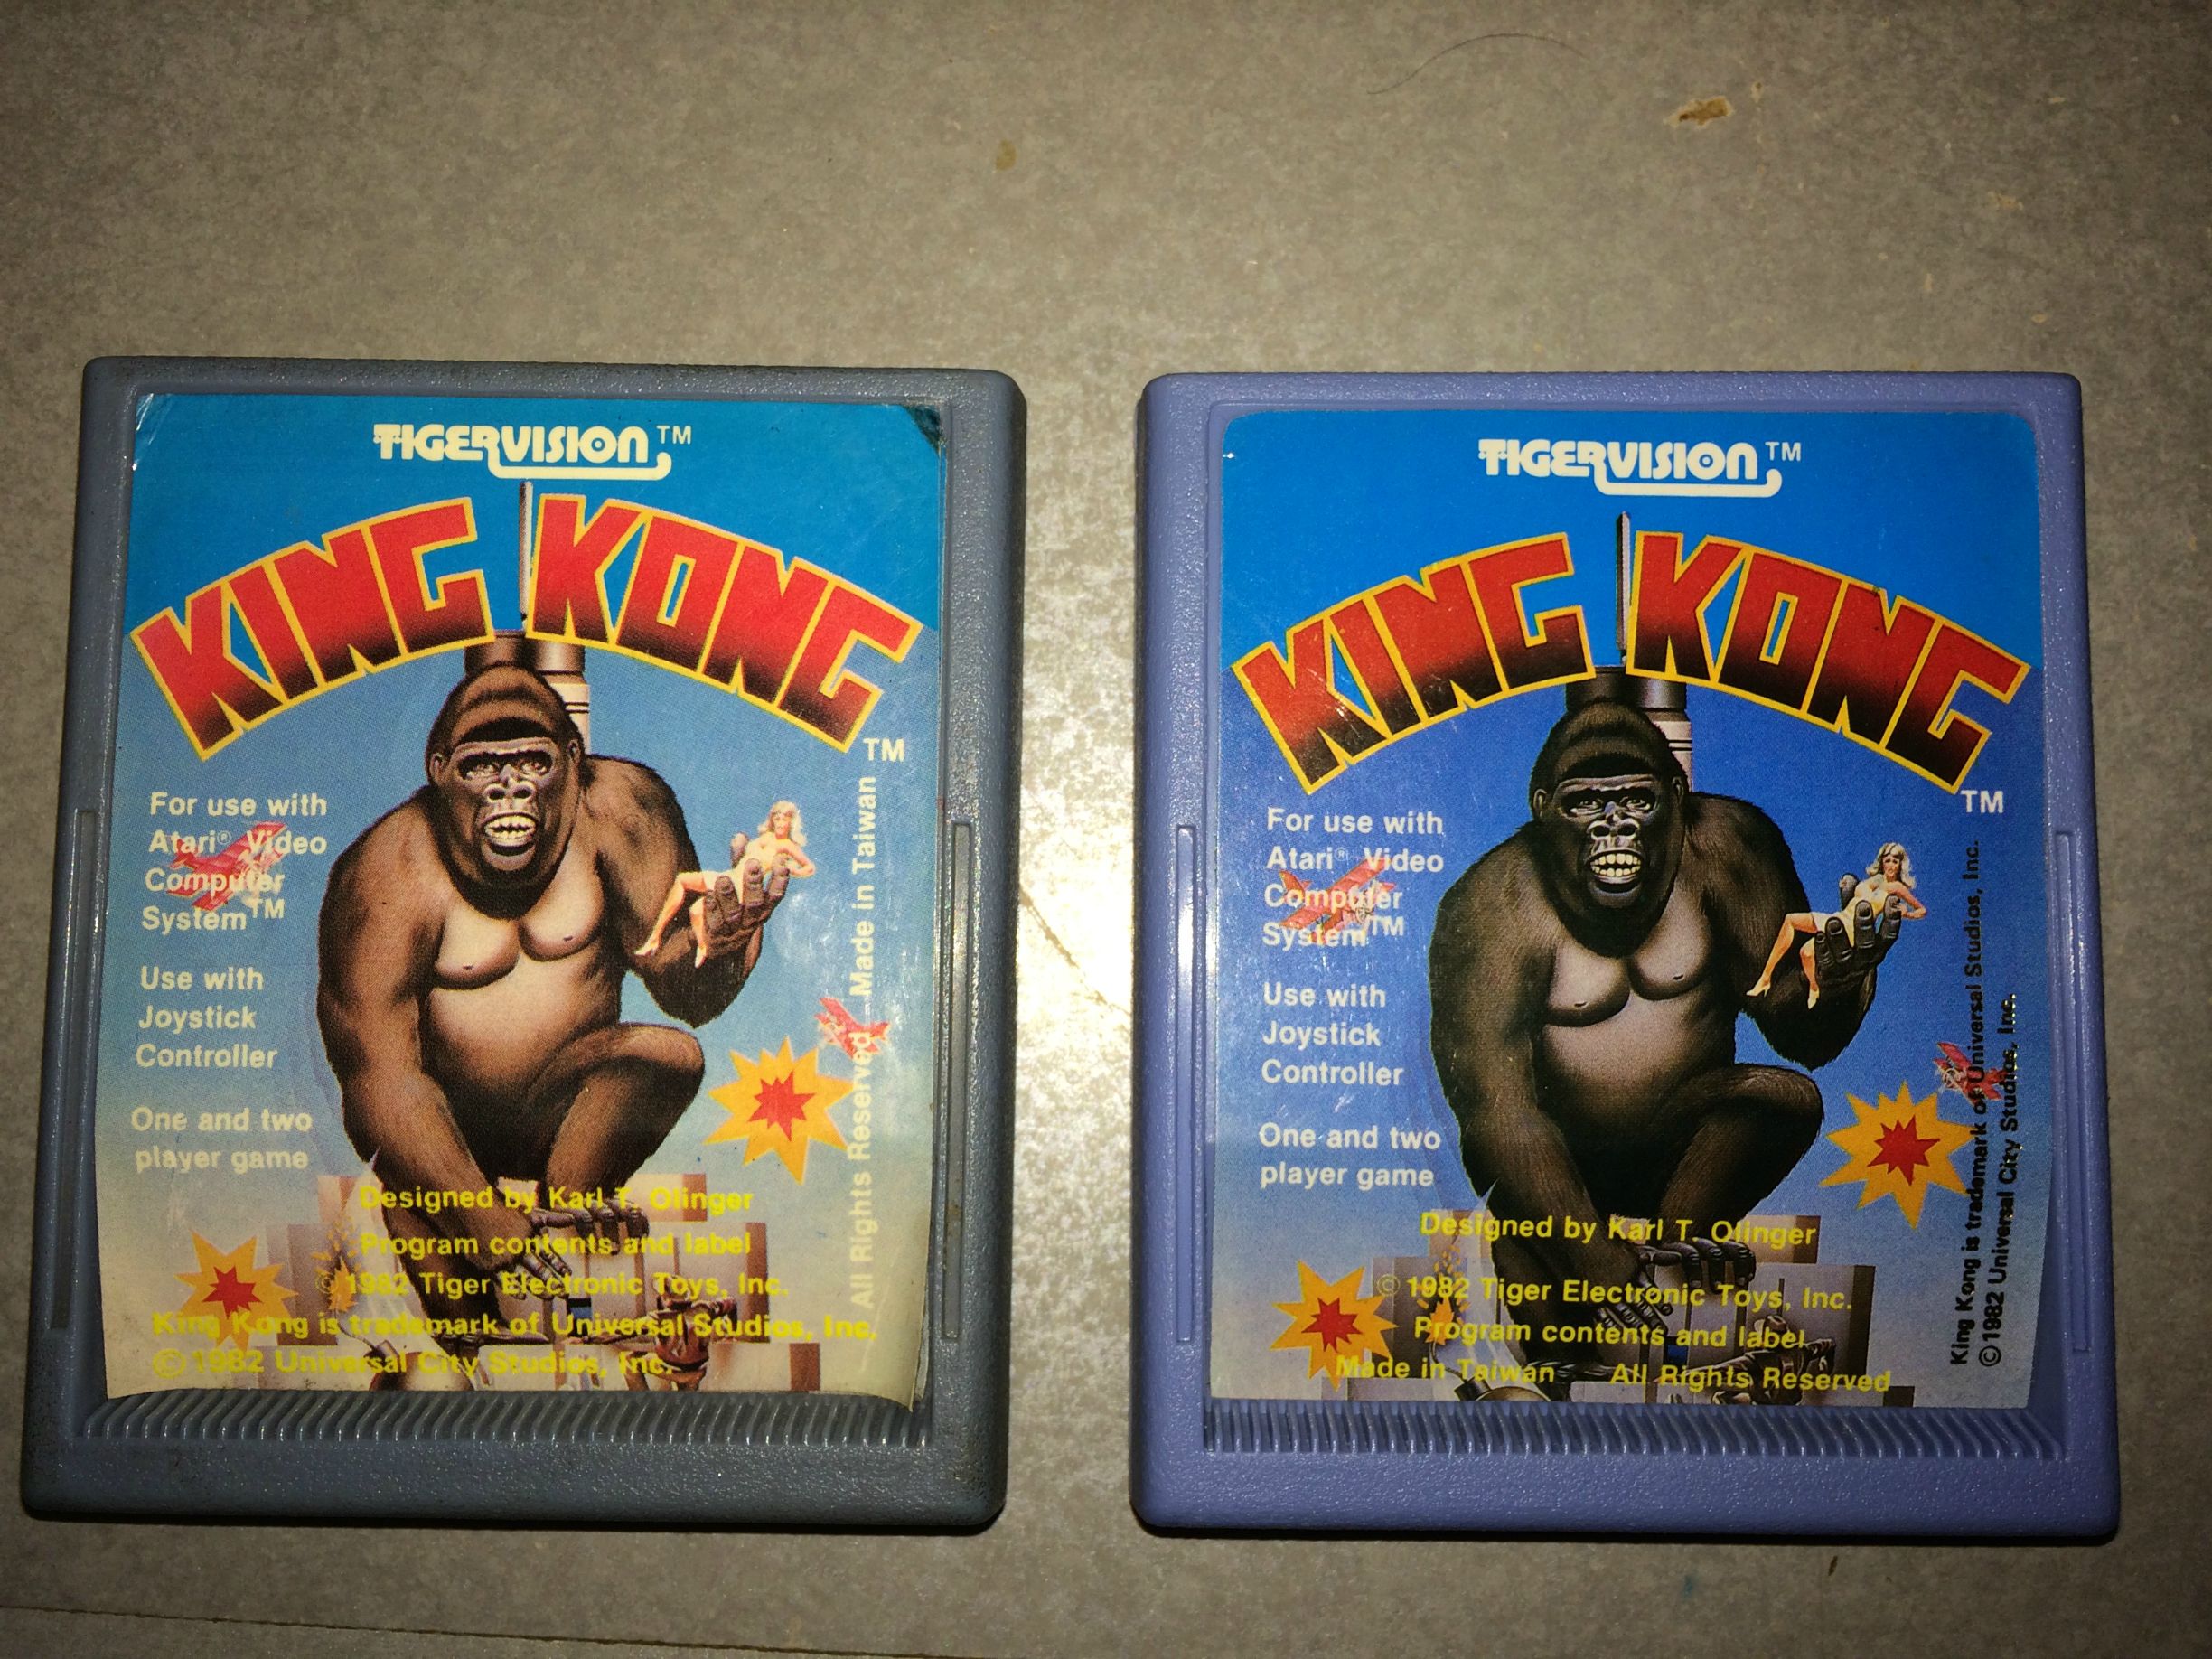 TIGERVISION™
KING KONG
™
For use with
Atari® Video
Computer
System™
Use with
Joystick
Controller
One and two
player game
All Rights Reserved Made in Taiwan
Designed by Karl T. Olinger
Program contents and label
© 1982 Tiger Electronic Toys, Inc.
King Kong is trademark of Universal Studios, Inc.
© 1982 Universal City Studios, Inc.
TIGERVISION™
KING KONG
™
For use with
Atari® Video
Computer
System™
Use with
Joystick
Controller
One and two
player game
King Kong is trademark of Universal Studios, Inc.
© 1982 Universal City Studios, Inc.
Designed by Karl T. Olinger
© 1982 Tiger Electronic Toys, Inc.
Program contents and label
Made in Taiwan All Rights Reserved